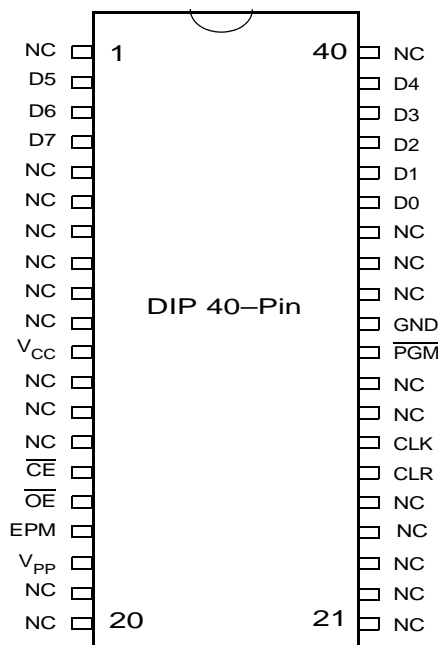 NC 1 40 NC
D5 D4
D6 D3
D7 D2
NC D1
NC D0
NC NC
NC NC
NC NC
DIP 40–Pin
NC GND
VCC PGM
NC NC
NC NC
NC CLK
CE CLR
OE NC
EPM NC
VPP NC
NC NC
NC 20 21 NC